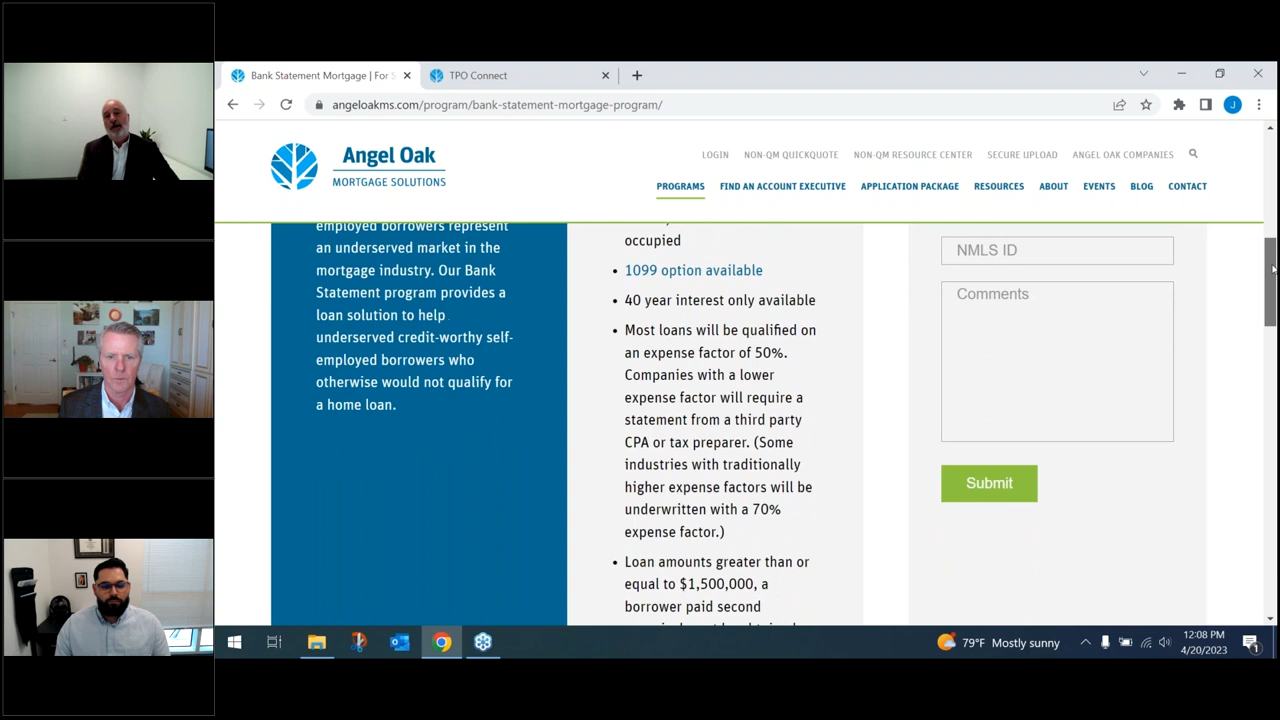 Bank Statement Mortgage | For S
TPO Connect
angeloakms.com/program/bank-statement-mortgage-program/
J
Angel Oak
MORTGAGE SOLUTIONS
LOGIN NON-QM QUICKQUOTE NON-QM RESOURCE CENTER SECURE UPLOAD ANGEL OAK COMPANIES
PROGRAMS FIND AN ACCOUNT EXECUTIVE APPLICATION PACKAGE RESOURCES ABOUT EVENTS BLOG CONTACT
employed borrowers represent
an underserved market in the
mortgage industry. Our Bank
Statement program provides a
loan solution to help
underserved credit-worthy self-
employed borrowers who
otherwise would not qualify for
a home loan.
occupied
• 1099 option available
• 40 year interest only available
• Most loans will be qualified on
an expense factor of 50%.
Companies with a lower
expense factor will require a
statement from a third party
CPA or tax preparer. (Some
industries with traditionally
higher expense factors will be
underwritten with a 70%
expense factor.)
• Loan amounts greater than or
equal to $1,500,000, a
borrower paid second
NMLS ID
Comments
Submit
79°F Mostly sunny
12:08 PM
4/20/2023
1